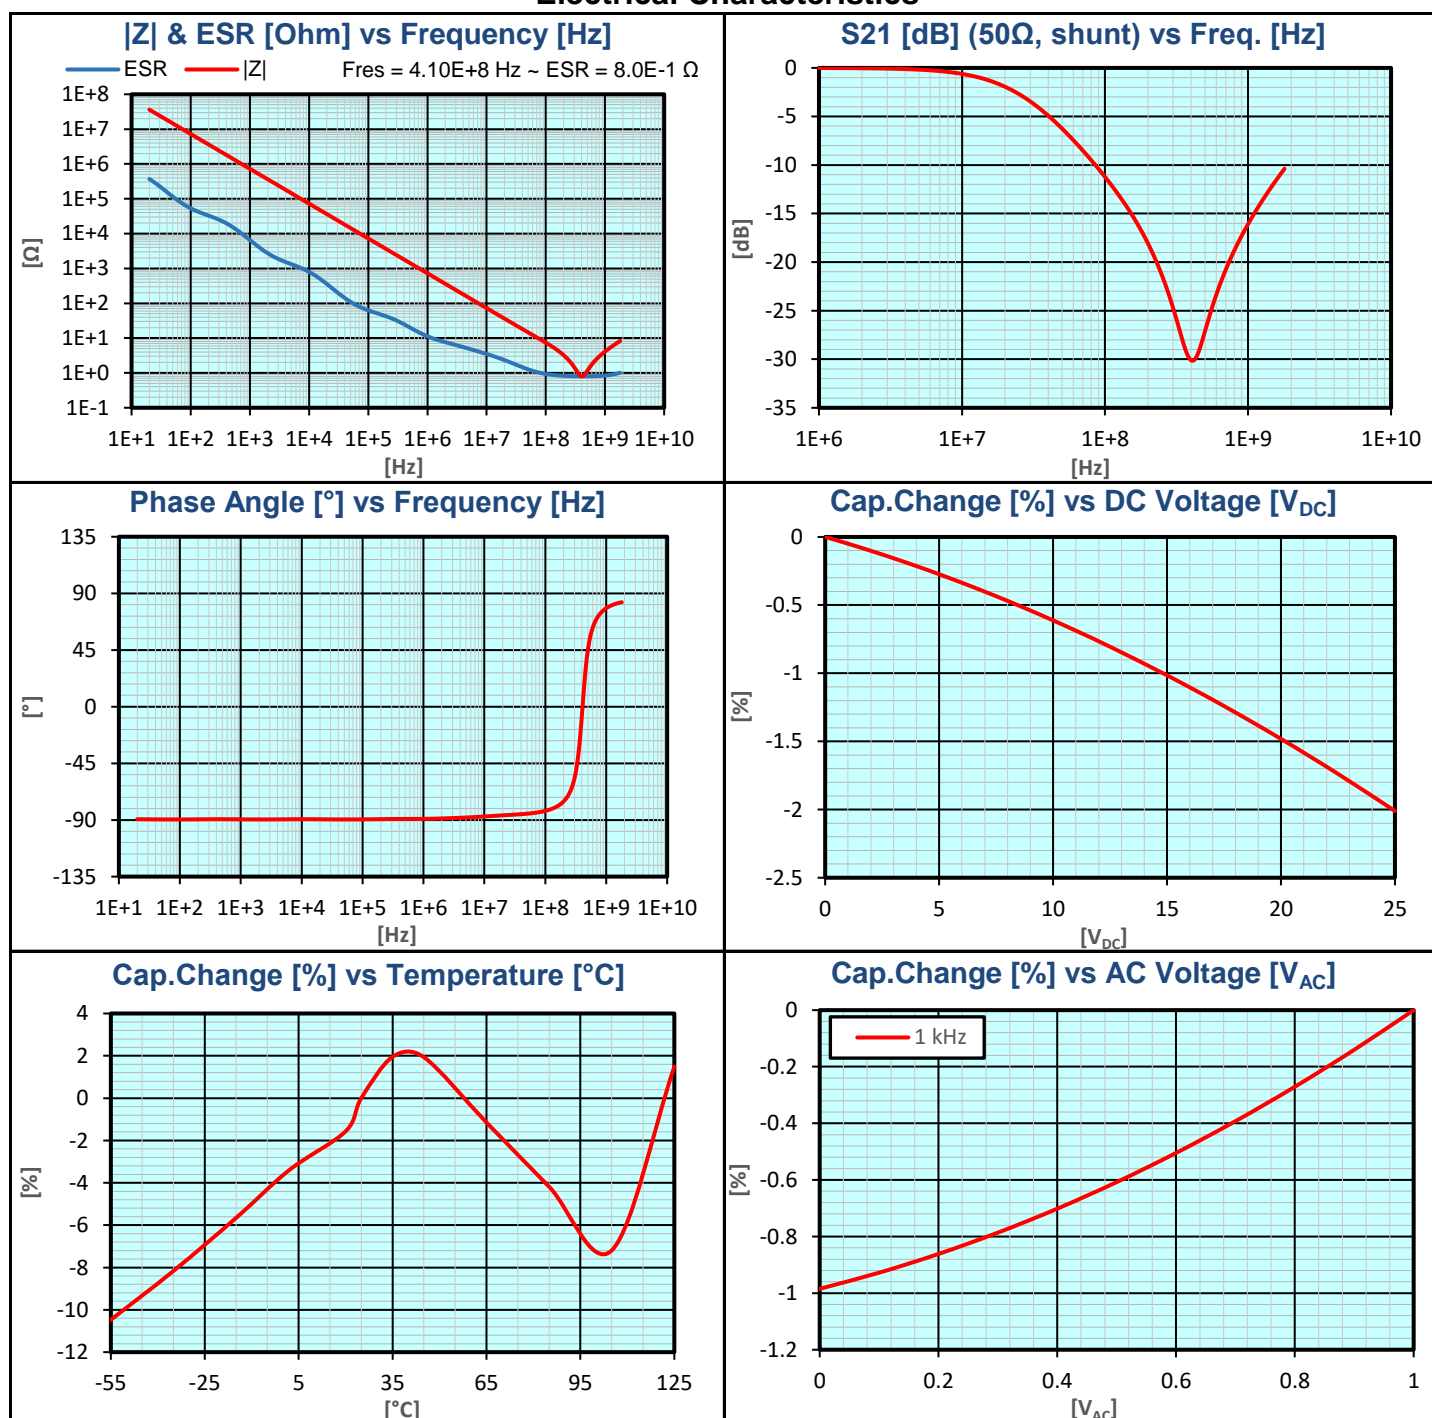 Electrical Characteristics
|Z| & ESR [Ohm] vs Frequency [Hz]
ESR |Z| Fres = 4.10E+8 Hz ~ ESR = 8.0E-1 Ω
1E+8
1E+7
1E+6
1E+5
1E+4
1E+3
1E+2
1E+1
1E+0
1E-1
[Ω]
1E+1 1E+2 1E+3 1E+4 1E+5 1E+6 1E+7 1E+8 1E+9 1E+10
[Hz]
S21 [dB] (50Ω, shunt) vs Freq. [Hz]
0
-5
-10
-15
-20
-25
-30
-35
[dB]
1E+6 1E+7 1E+8 1E+9 1E+10
[Hz]
Phase Angle [°] vs Frequency [Hz]
135
90
45
0
-45
-90
-135
[°]
1E+1 1E+2 1E+3 1E+4 1E+5 1E+6 1E+7 1E+8 1E+9 1E+10
[Hz]
Cap.Change [%] vs DC Voltage [VDC]
0
-0.5
-1
-1.5
-2
-2.5
[%]
0 5 10 15 20 25
[VDC]
Cap.Change [%] vs Temperature [°C]
4
2
0
-2
-4
-6
-8
-10
-12
[%]
-55 -25 5 35 65 95 125
[°C]
Cap.Change [%] vs AC Voltage [VAC]
1 kHz
0
-0.2
-0.4
-0.6
-0.8
-1
-1.2
[%]
0 0.2 0.4 0.6 0.8 1
[VAC]